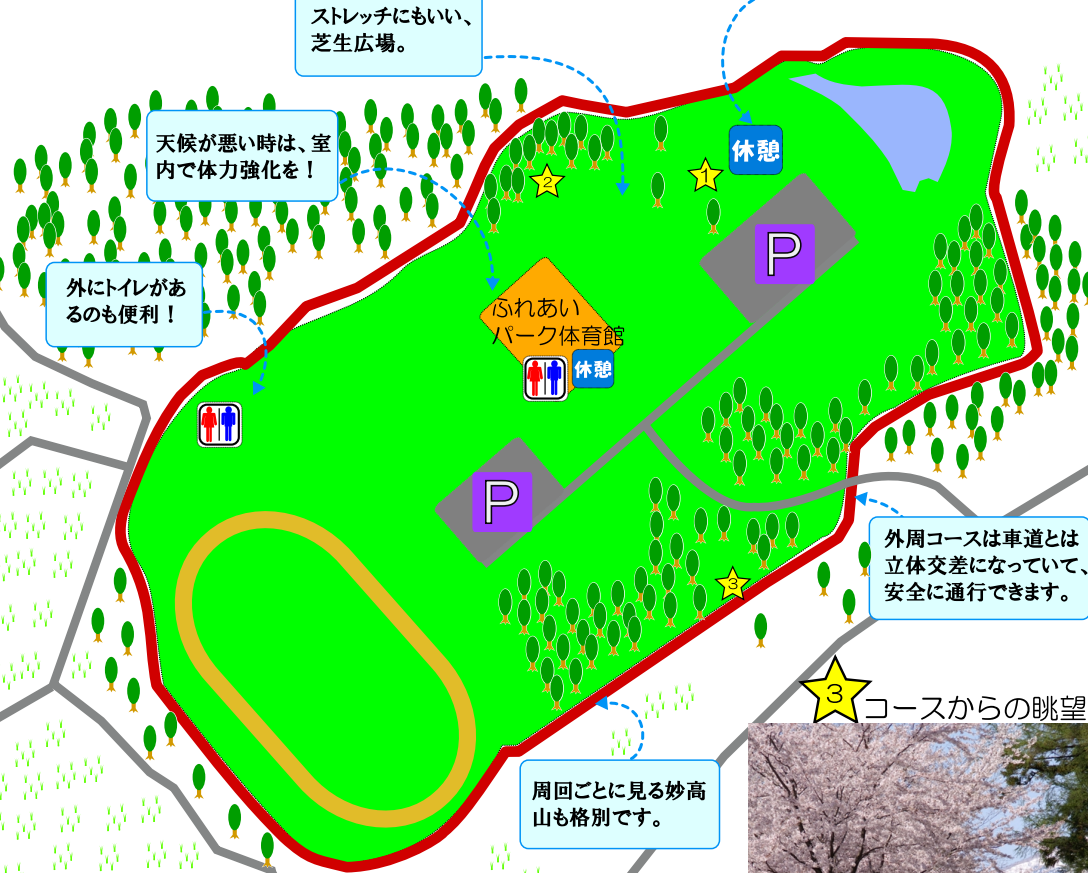 ストレッチにもいい、
芝生広場。
天候が悪い時は、室
内で体力強化を！
休憩
1
2
P
外にトイレがあ
るのも便利！
ふれあい
パーク体育館
休憩
P
外周コースは車道とは
立体交差になっていて、
安全に通行できます。
3
3
コースからの眺望
周回ごとに見る妙高
山も格別です。